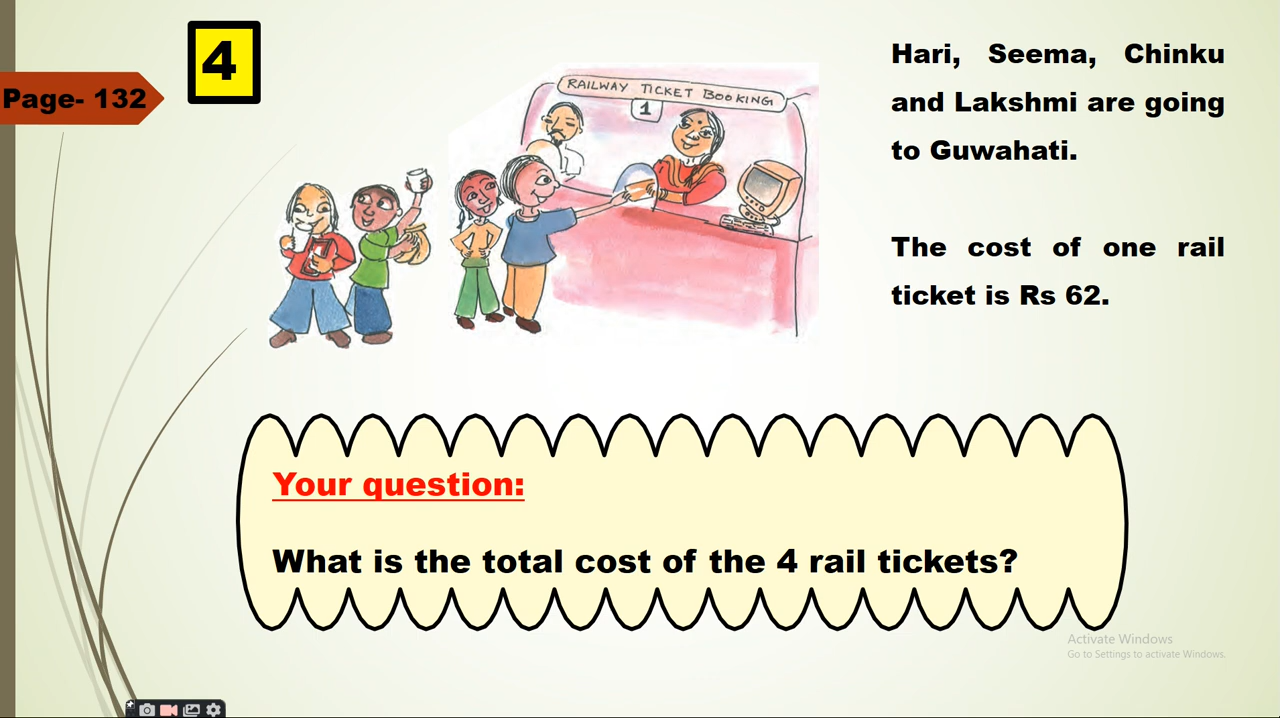 4
Page- 132
RAILWAY TICKET BOOKING
1
Hari, Seema, Chinku
and Lakshmi are going
to Guwahati.
The cost of one rail
ticket is Rs 62.
Your question:
What is the total cost of the 4 rail tickets?
Activate Windows
Go to Settings to activate Windows.